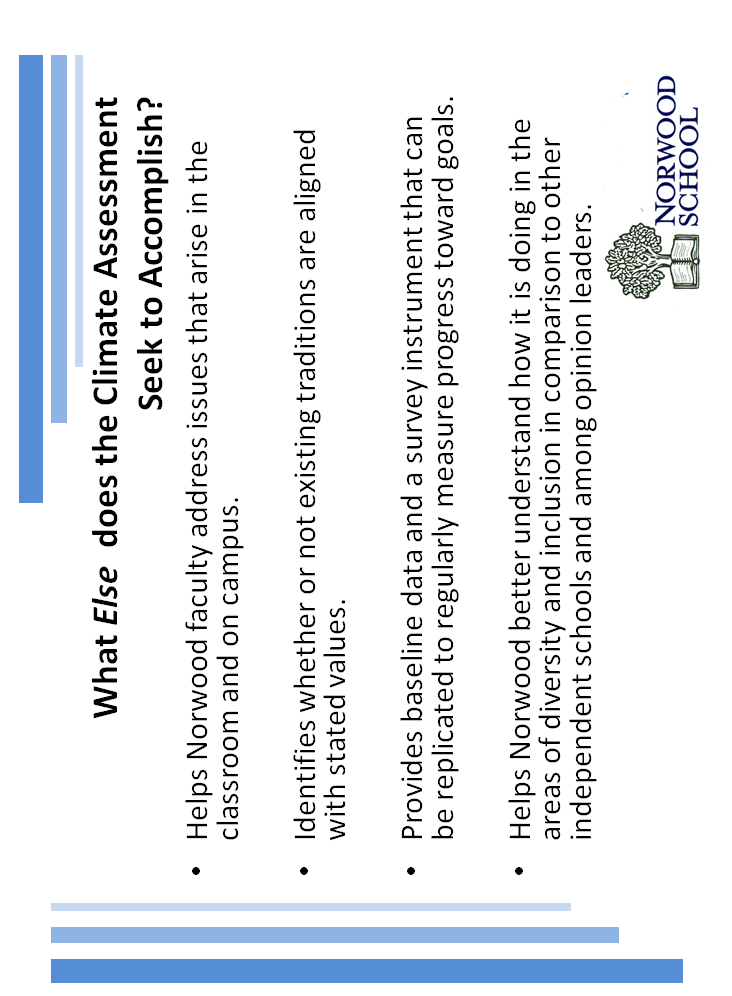 What Else does the Climate Assessment
Seek to Accomplish?
• Helps Norwood faculty address issues that arise in the
classroom and on campus.
• Identifies whether or not existing traditions are aligned
with stated values.
• Provides baseline data and a survey instrument that can
be replicated to regularly measure progress toward goals.
• Helps Norwood better understand how it is doing in the
areas of diversity and inclusion in comparison to other
independent schools and among opinion leaders.
NORWOOD
SCHOOL